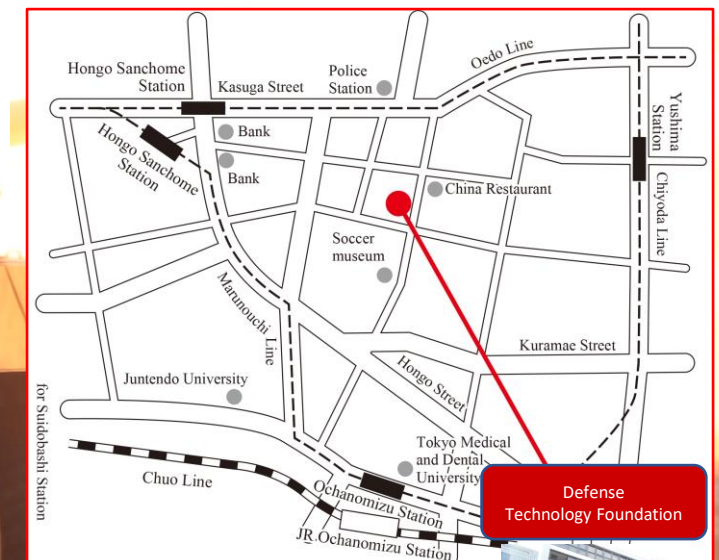 Hongo Sanchome
Station
Kasuga Street
Police
Station
Oedo Line
Yushima
Station
Chiyoda Line
Bank
Hongo Sanchome
Station
Bank
China Restaurant
Soccer
museum
Marunouchi Line
Kuramae Street
Hongo Street
Juntendo University
for Suidobashi Station
Tokyo Medical
and Dental
University
Chuo Line
Ochanomizu Station
JR.Ochanomizu Station
Defense
Technology Foundation